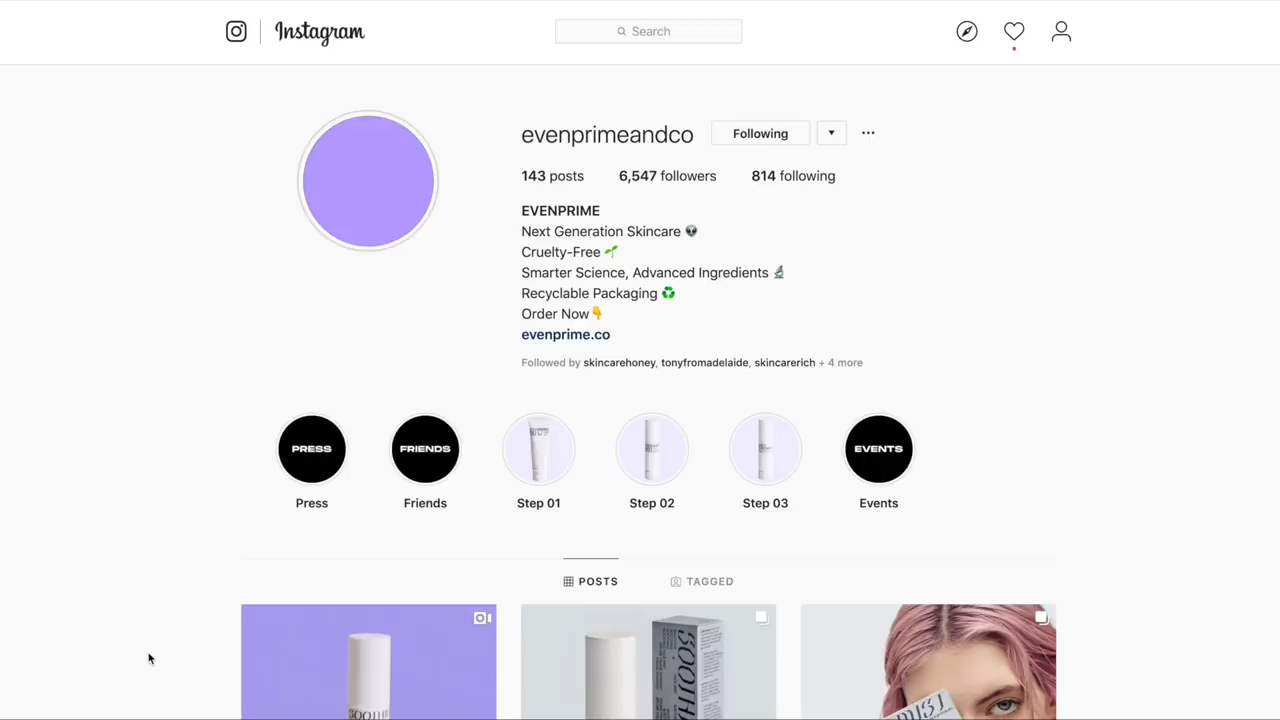 Instagram
Search
evenprimeandco
Following
143 posts 6,547 followers 814 following
EVENPRIME
Next Generation Skincare 👽
Cruelty-Free 🌱
Smarter Science, Advanced Ingredients 🔬
Recyclable Packaging ♻️
Order Now👇
evenprime.co
Followed by skincarehoney, tonyfromadelaide, skincarerich + 4 more
PRESS FRIENDS EVENTS
Press Friends Step 01 Step 02 Step 03 Events
POSTS TAGGED